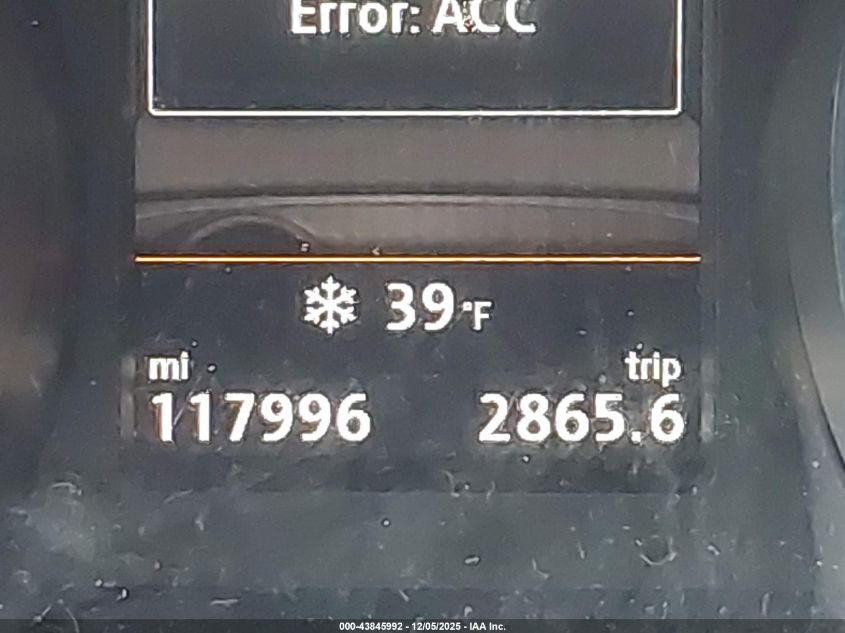 Error: ACC
39°F
mi
trip
117996
2865.6
000-43845992 - 12/05/2025 - IAA Inc.